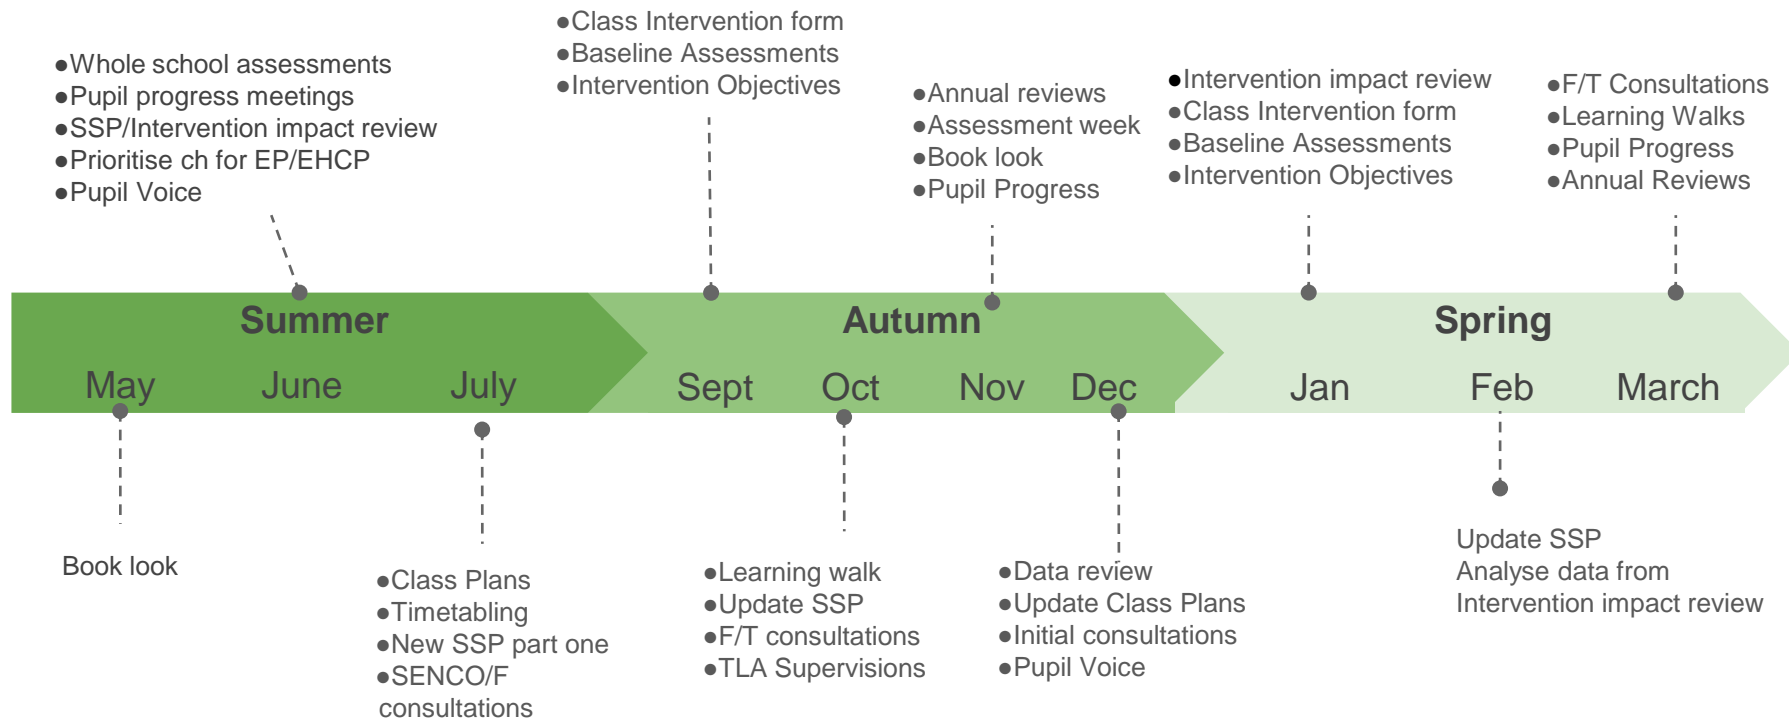 ●Whole school assessments
●Pupil progress meetings
●SSP/Intervention impact review
●Prioritise ch for EP/EHCP
●Pupil Voice
●Class Intervention form
●Baseline Assessments
●Intervention Objectives
●Annual reviews
●Assessment week
●Book look
●Pupil Progress
●Intervention impact review
●Class Intervention form
●Baseline Assessments
●Intervention Objectives
●F/T Consultations
●Learning Walks
●Pupil Progress
●Annual Reviews
Summer
Autumn
Spring
May
June
July
Sept
Oct
Nov
Dec
Jan
Feb
March
Book look
●Class Plans
●Timetabling
●New SSP part one
●SENCO/F
consultations
●Learning walk
●Update SSP
●F/T consultations
●TLA Supervisions
●Data review
●Update Class Plans
●Initial consultations
●Pupil Voice
Update SSP
Analyse data from
Intervention impact review